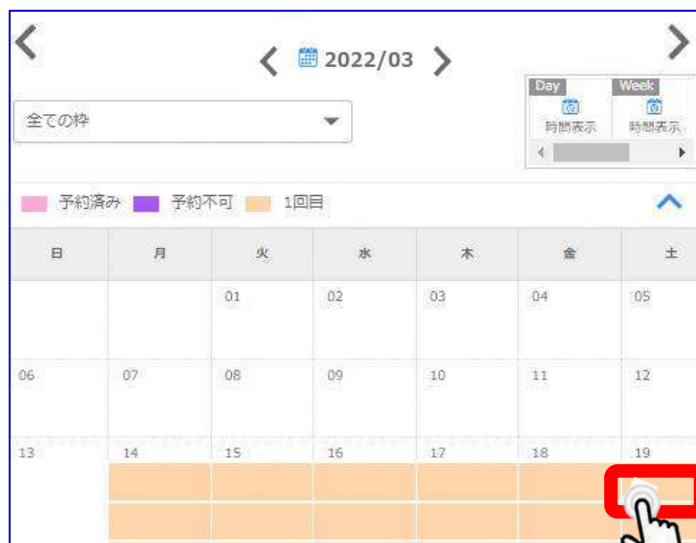 2022/03
Day Week
時間表示 時間表示
全ての枠
予約済み 予約不可 1回目
日 月 火 水 木 金 土
01 02 03 04 05
06 07 08 09 10 11 12
13 14 15 16 17 18 19